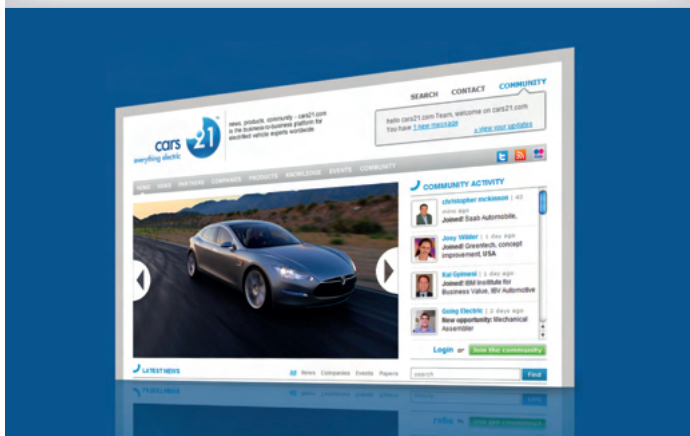 SEARCH CONTACT COMMUNITY
hello cars21.com Team, welcome on cars21.com
You have 1 new message
» View your updates
cars 21
everything electric
news, products, community - cars21.com
is the business-to-business platform for
electrified vehicle experts worldwide
HOME NEWS PARTNERS COMPANIES PRODUCTS KNOWLEDGE EVENTS COMMUNITY
COMMUNITY ACTIVITY
christopher mckinson | 42
mins ago
Joined! Saab Automobile,
Josy Wilder | 1 day ago
Joined! Greentech, concept
improvement, USA
Kal Gyimesi | 1 day ago
Joined! IBM Institute for
Business Value, IBV Automotive
Going Electric | 2 days ago
New opportunity: Mechanical
Assembler
Login or Join the community
LATEST NEWS
All News Companies Events Papers
search Find